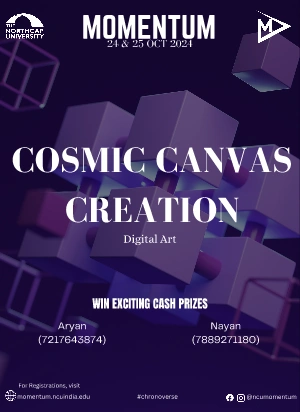 THE
NORTHCAP
UNIVERSITY
MOMENTUM
24 & 25 OCT 2024
M
COSMIC CANVAS
CREATION
Digital Art
WIN EXCITING CASH PRIZES
Aryan
(7217643874)
Nayan
(7889271180)
For Registrations, visit
momentum.ncuindia.edu
#chronoverse
@ncumomentum